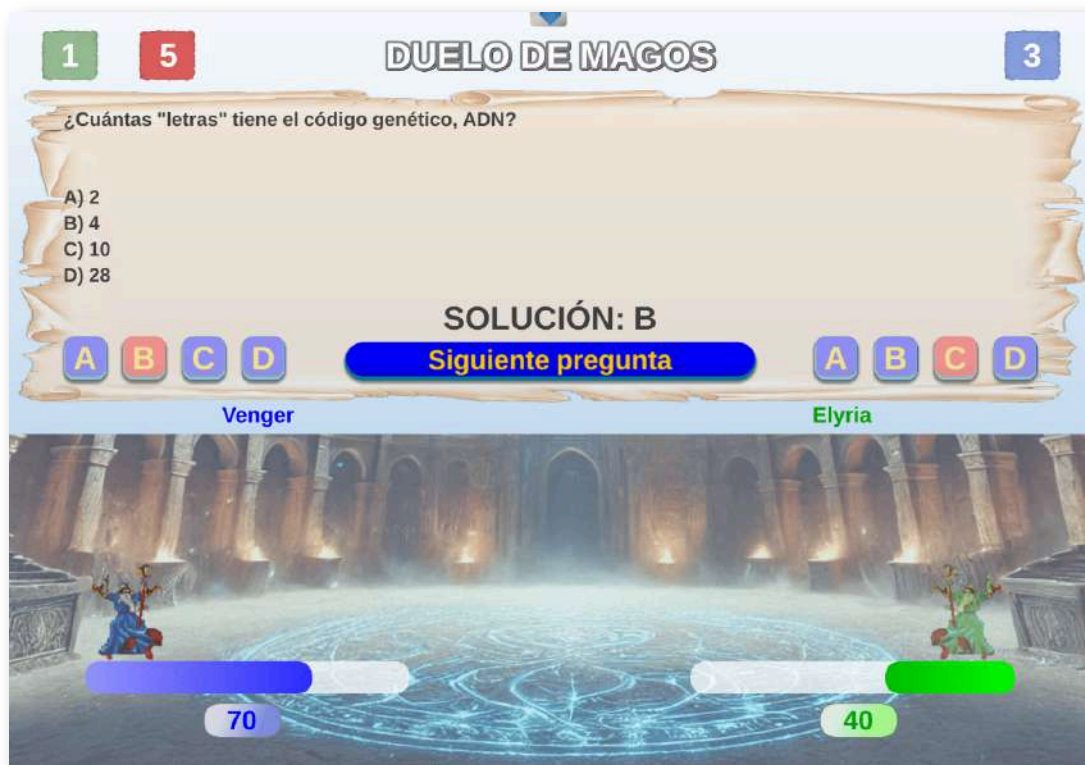 1
5
DUELO DE MAGOS
3
¿Cuántas "letras" tiene el código genético, ADN?
A) 2
B) 4
C) 10
D) 28
SOLUCIÓN: B
A B C D
Siguiente pregunta
A B C D
Venger
Elyria
70
40